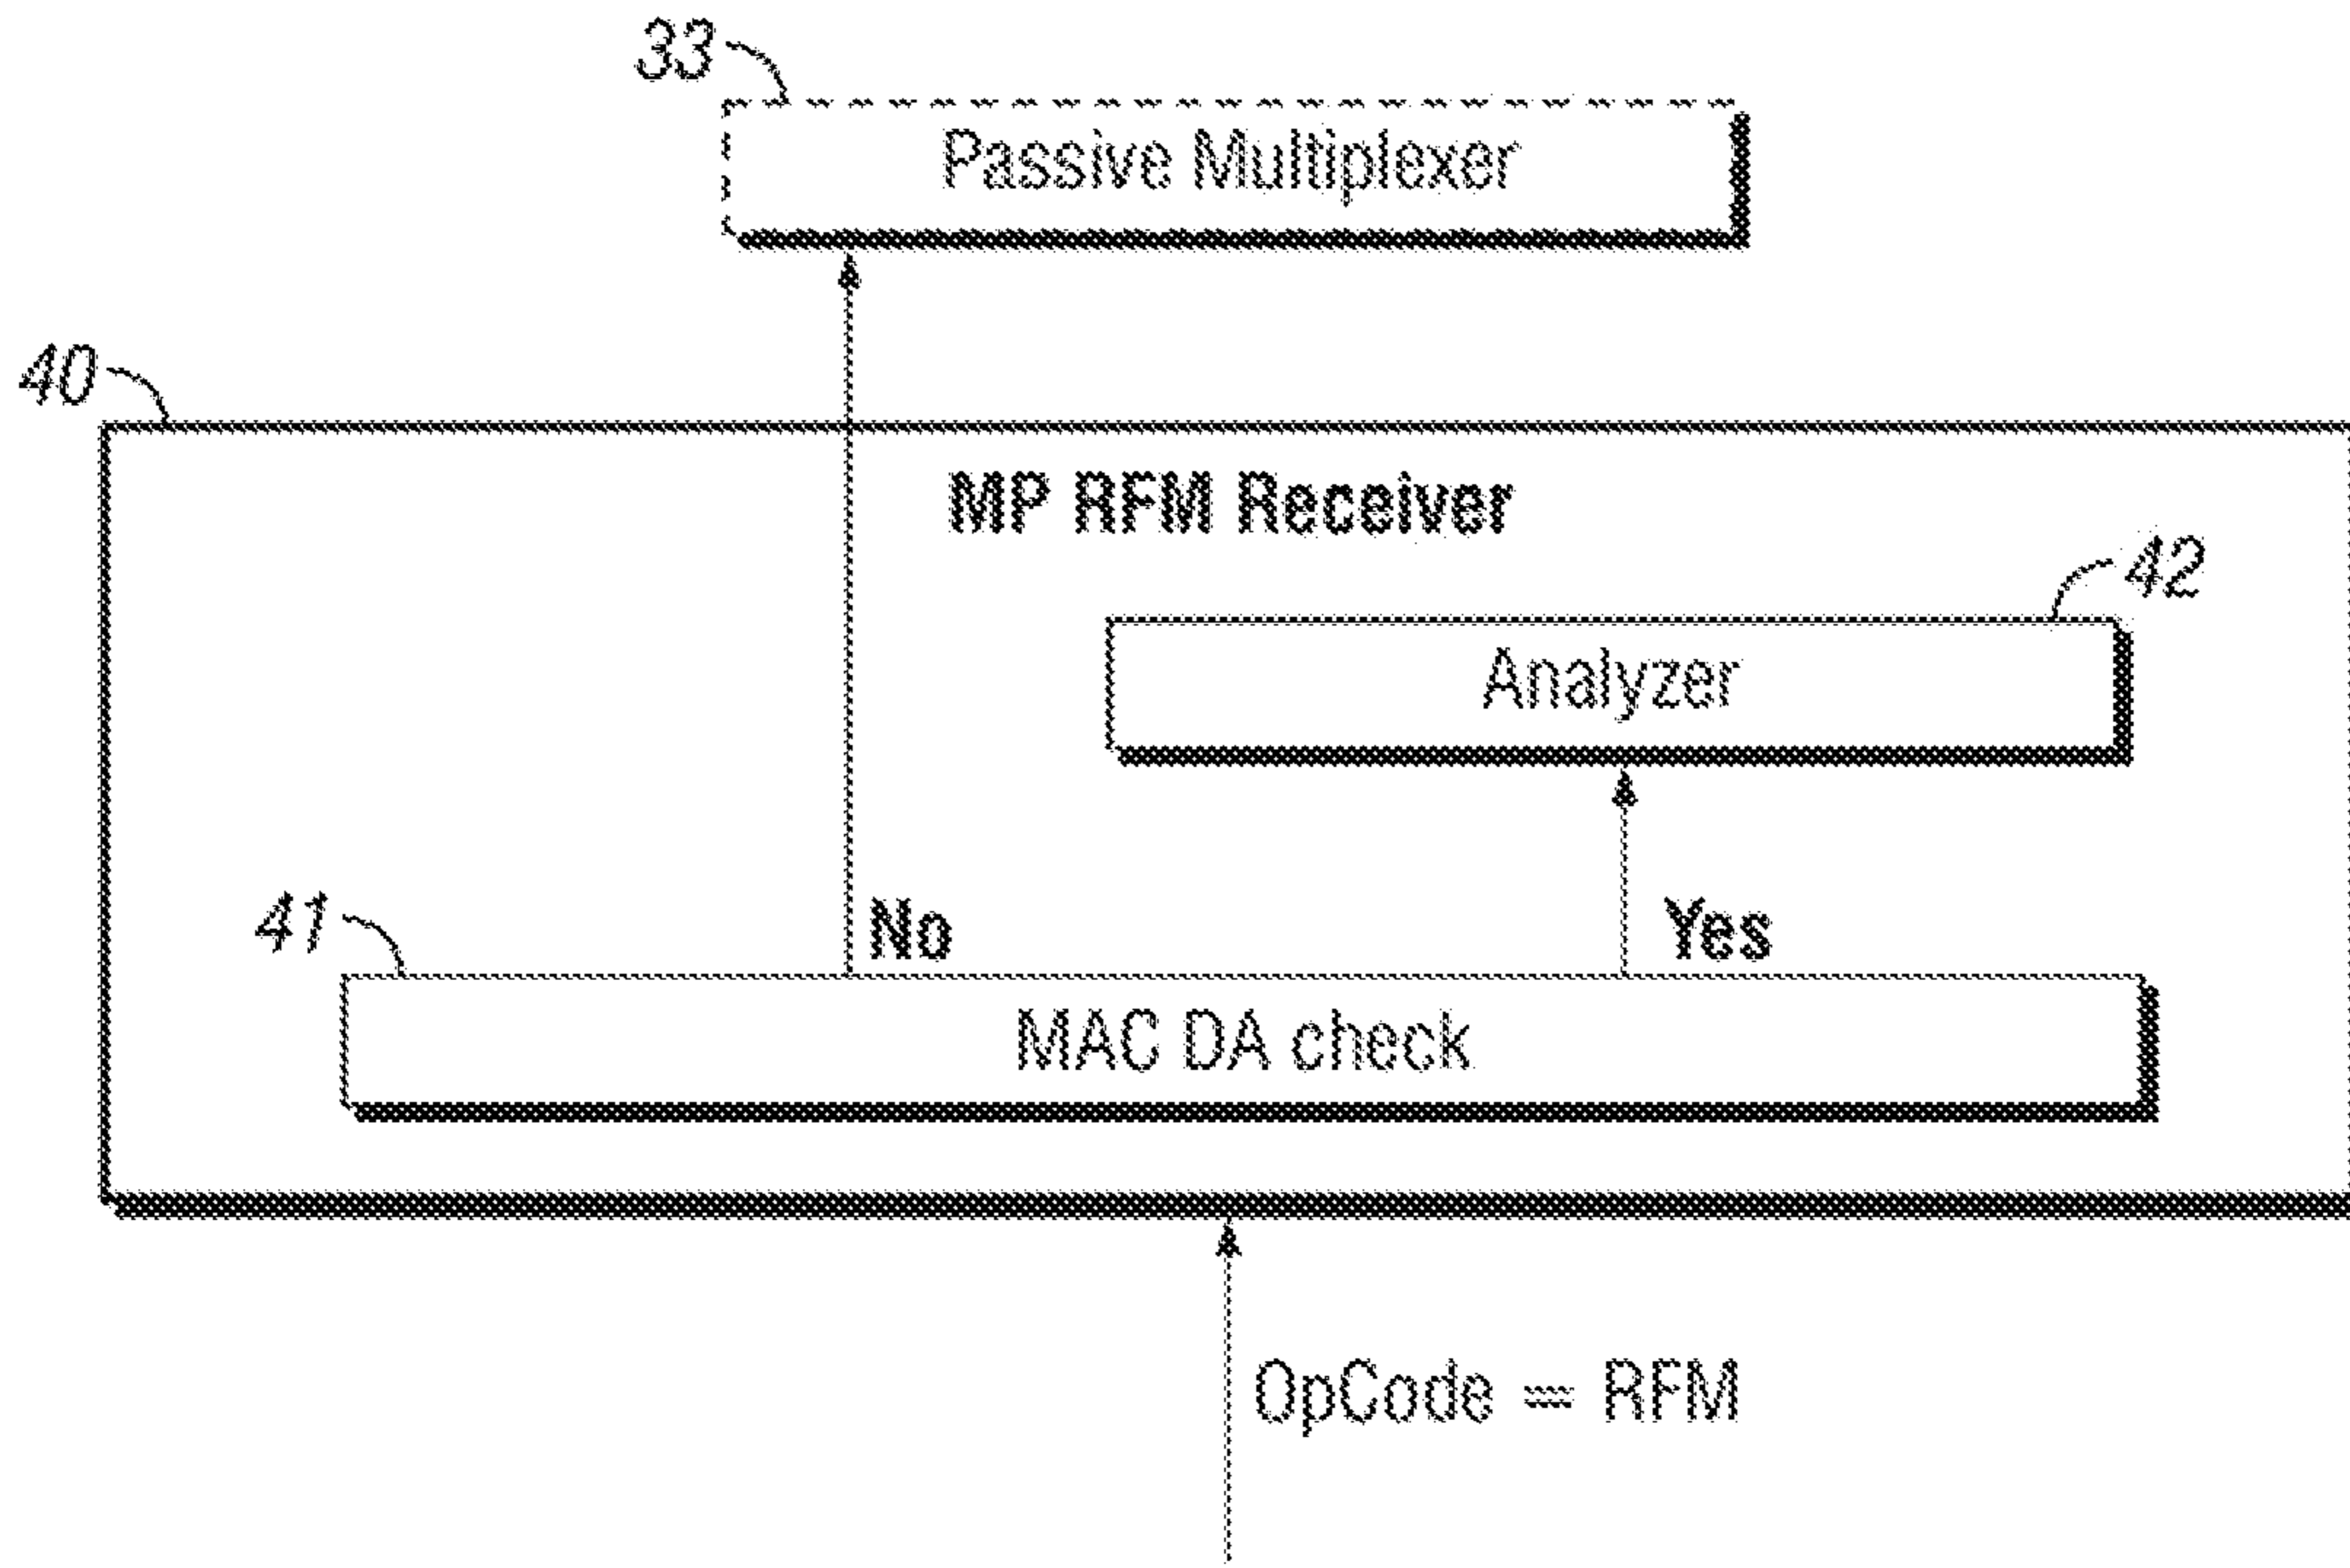 33
Passive Multiplexer
40
MP RFM Receiver
42
Analyzer
41
No
Yes
MAC DA check
OpCode = RFM